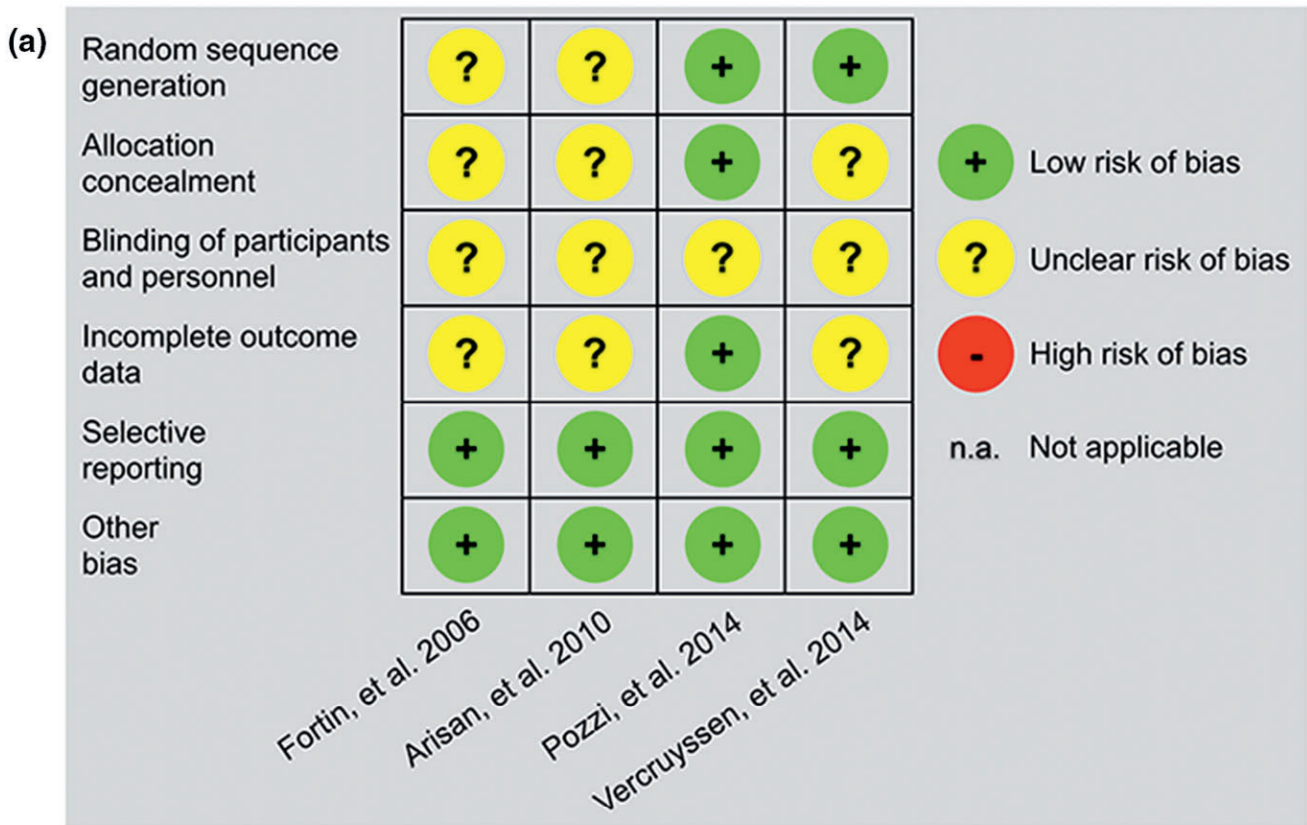 (a)
Random sequence
generation
? ? + +
Allocation
concealment
? ? + ?
Blinding of participants
and personnel
? ? ? ?
Incomplete outcome
data
? ? + ?
Selective
reporting
+ + + +
Other
bias
+ + + +
Fortin, et al. 2006
Arisan, et al. 2010
Pozzi, et al. 2014
Vercruyssen, et al. 2014
+ Low risk of bias
? Unclear risk of bias
- High risk of bias
n.a. Not applicable